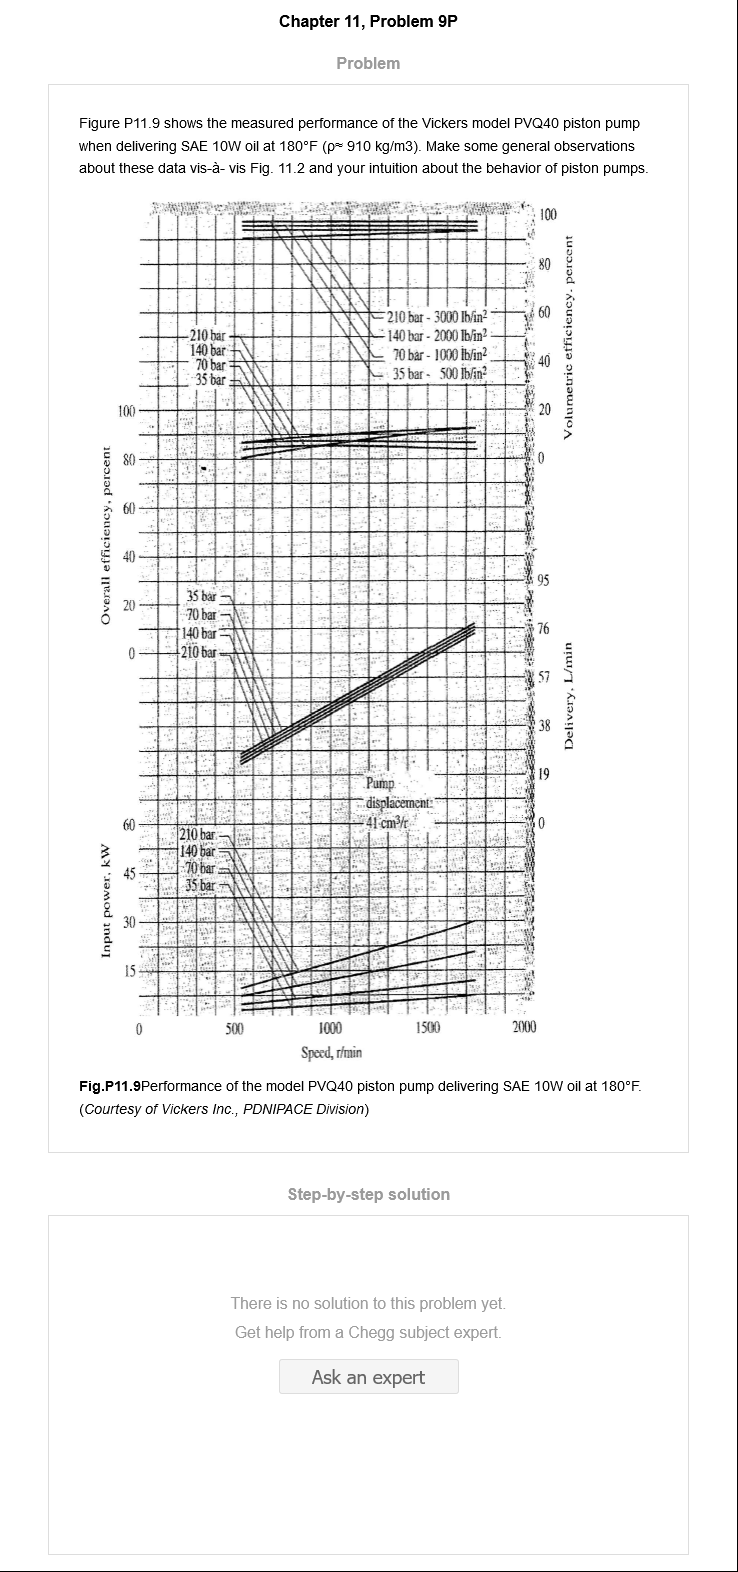 Chapter 11, Problem 9P
Problem
Figure P11.9 shows the measured performance of the Vickers model PVQ40 piston pump
when delivering SAE 10W oil at 180°F (ρ≈ 910 kg/m3). Make some general observations
about these data vis-à- vis Fig. 11.2 and your intuition about the behavior of piston pumps.
100
80
60
40
20
0
Volumetric efficiency, percent
210 bar - 3000 lb/in²
140 bar - 2000 lb/in²
70 bar - 1000 lb/in²
35 bar - 500 lb/in²
210 bar
140 bar
70 bar
35 bar
100
80
60
40
20
0
Overall efficiency, percent
35 bar
70 bar
140 bar
210 bar
95
76
57
38
19
0
Delivery, L/min
Pump
displacement:
41 cm³/r
210 bar
140 bar
70 bar
35 bar
60
45
30
15
Input power, kW
0
500
1000
1500
2000
Speed, r/min
Fig.P11.9Performance of the model PVQ40 piston pump delivering SAE 10W oil at 180°F.
(Courtesy of Vickers Inc., PDNIPACE Division)
Step-by-step solution
There is no solution to this problem yet.
Get help from a Chegg subject expert.
Ask an expert